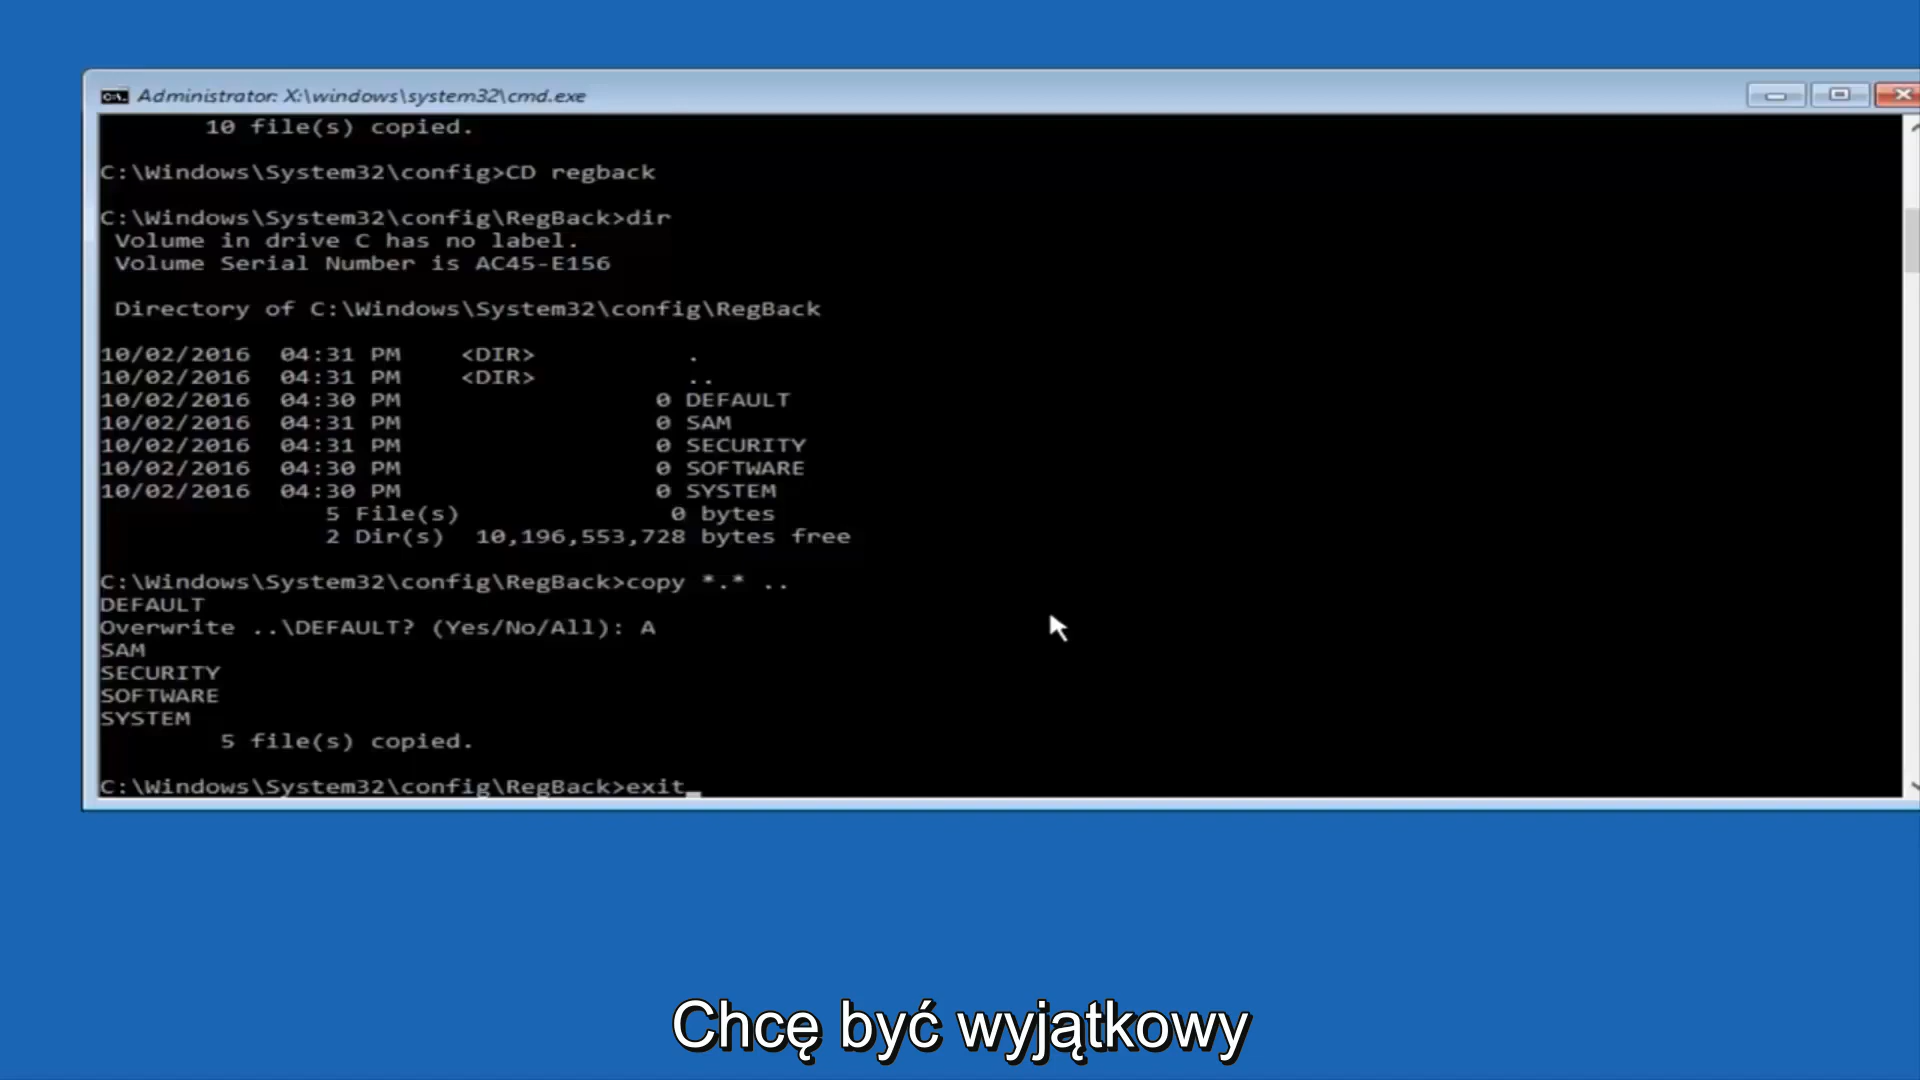 Administrator: X:\windows\system32\cmd.exe
10 file(s) copied.
C:\Windows\System32\config>CD regback
C:\Windows\System32\config\RegBack>dir
Volume in drive C has no label.
Volume Serial Number is AC45-E156
Directory of C:\Windows\System32\config\RegBack
10/02/2016  04:31 PM    <DIR>          .
10/02/2016  04:31 PM    <DIR>          ..
10/02/2016  04:30 PM                 0 DEFAULT
10/02/2016  04:31 PM                 0 SAM
10/02/2016  04:31 PM                 0 SECURITY
10/02/2016  04:30 PM                 0 SOFTWARE
10/02/2016  04:30 PM                 0 SYSTEM
5 File(s)              0 bytes
2 Dir(s)  10,196,553,728 bytes free
C:\Windows\System32\config\RegBack>copy *.* ..
DEFAULT
Overwrite ..\DEFAULT? (Yes/No/All): A
SAM
SECURITY
SOFTWARE
SYSTEM
5 file(s) copied.
C:\Windows\System32\config\RegBack>exit_
Chcę być wyjątkowy